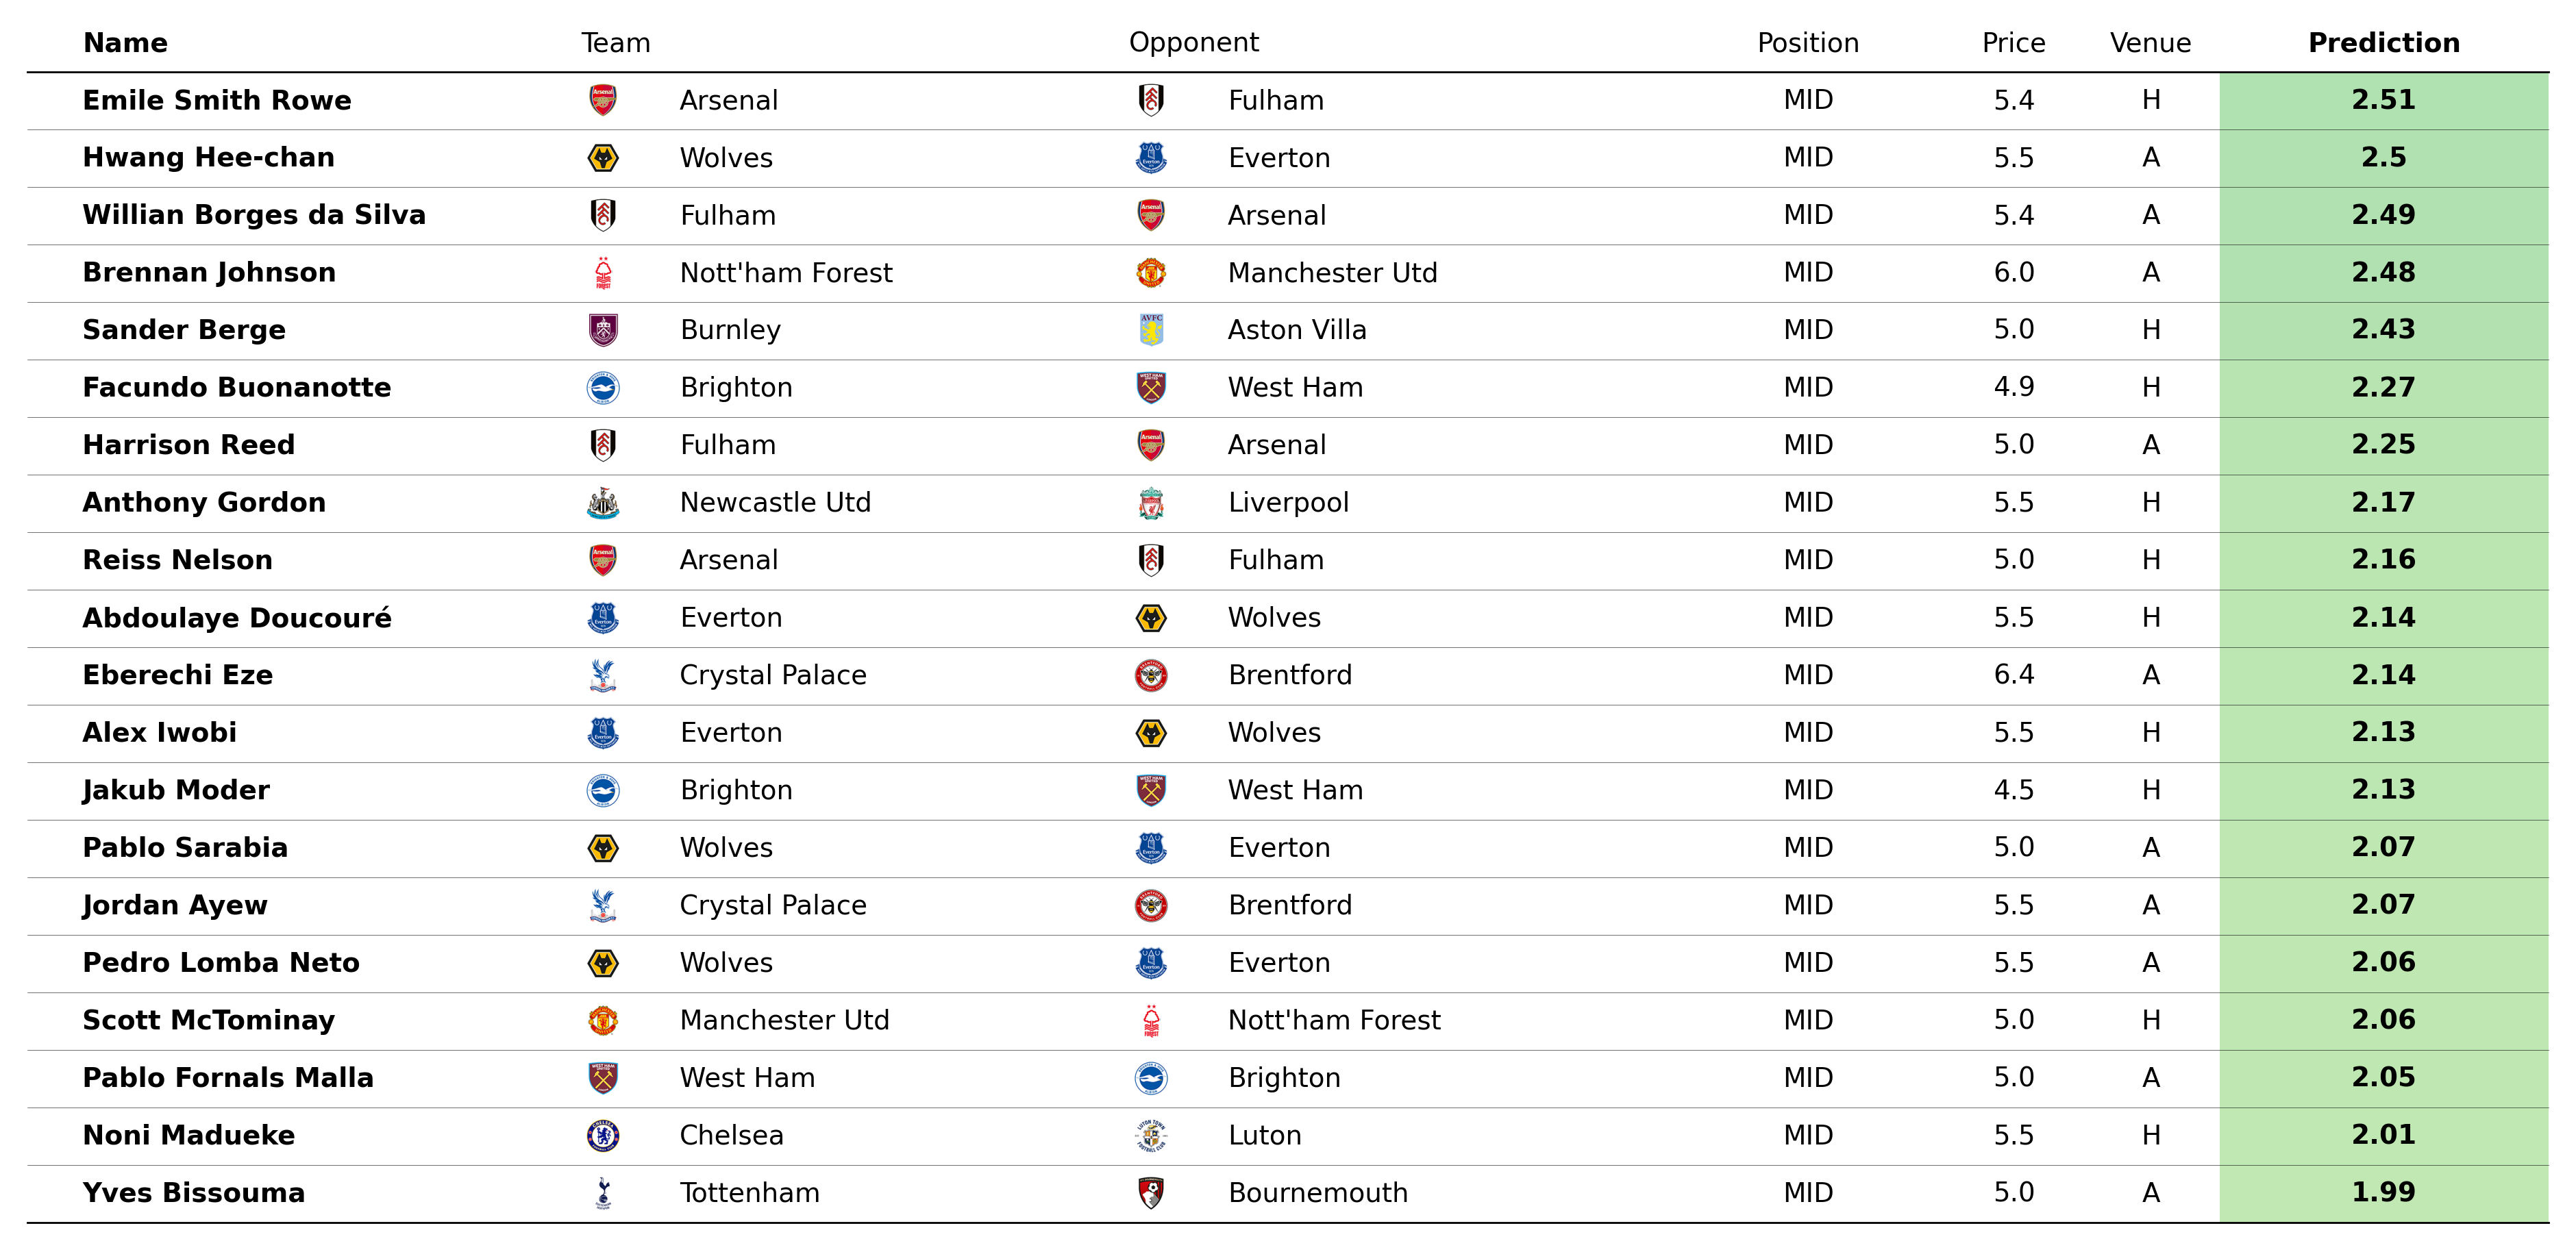 Name Team Opponent Position Price Venue Prediction
Emile Smith Rowe Arsenal Fulham MID 5.4 H 2.51
Hwang Hee-chan Wolves Everton MID 5.5 A 2.5
Willian Borges da Silva Fulham Arsenal MID 5.4 A 2.49
Brennan Johnson Nott'ham Forest Manchester Utd MID 6.0 A 2.48
Sander Berge Burnley Aston Villa MID 5.0 H 2.43
Facundo Buonanotte Brighton West Ham MID 4.9 H 2.27
Harrison Reed Fulham Arsenal MID 5.0 A 2.25
Anthony Gordon Newcastle Utd Liverpool MID 5.5 H 2.17
Reiss Nelson Arsenal Fulham MID 5.0 H 2.16
Abdoulaye Doucouré Everton Wolves MID 5.5 H 2.14
Eberechi Eze Crystal Palace Brentford MID 6.4 A 2.14
Alex Iwobi Everton Wolves MID 5.5 H 2.13
Jakub Moder Brighton West Ham MID 4.5 H 2.13
Pablo Sarabia Wolves Everton MID 5.0 A 2.07
Jordan Ayew Crystal Palace Brentford MID 5.5 A 2.07
Pedro Lomba Neto Wolves Everton MID 5.5 A 2.06
Scott McTominay Manchester Utd Nott'ham Forest MID 5.0 H 2.06
Pablo Fornals Malla West Ham Brighton MID 5.0 A 2.05
Noni Madueke Chelsea Luton MID 5.5 H 2.01
Yves Bissouma Tottenham Bournemouth MID 5.0 A 1.99